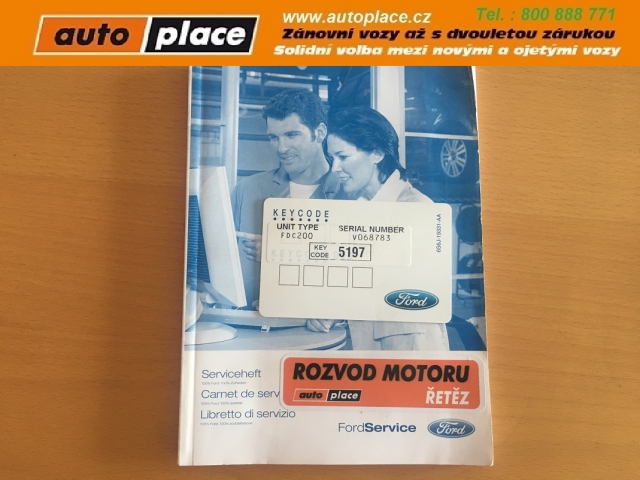 auto place
www.autoplace.cz
Tel. : 800 888 771
Zánovní vozy až s dvouletou zárukou
Solidní volba mezi novými a ojetými vozy
KEYCODE
UNIT TYPE
SERIAL NUMBER
FDC200
V068783
KEY CODE
5197
Ford
Serviceheft
Carnet de serv
Libretto di servizio
ROZVOD MOTORU
auto place
ŘETĚZ
FordService
Ford